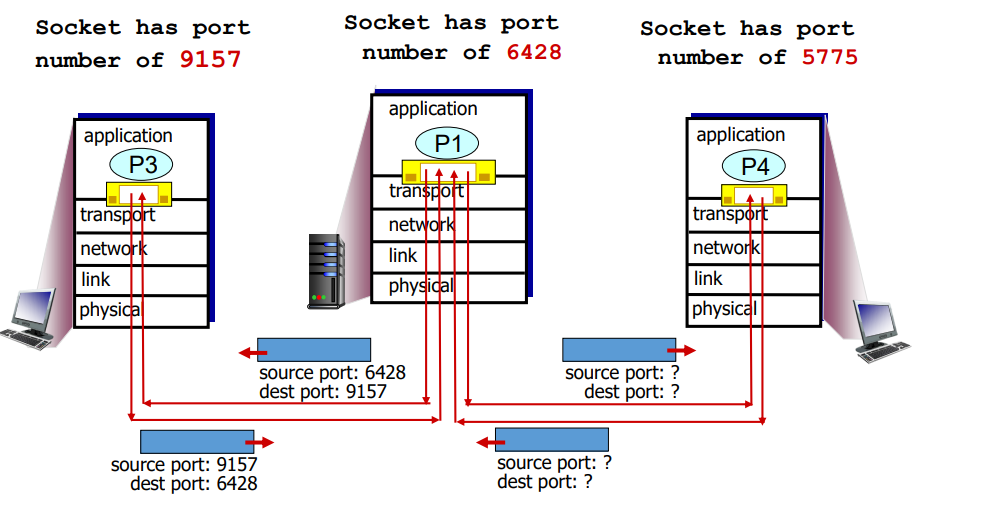 Socket has port
number of 9157
Socket has port
number of 6428
Socket has port
number of 5775
application
P3
transport
network
link
physical
application
P1
transport
network
link
physical
application
P4
transport
network
link
physical
source port: 6428
dest port: 9157
source port: ?
dest port: ?
source port: 9157
dest port: 6428
source port: ?
dest port: ?